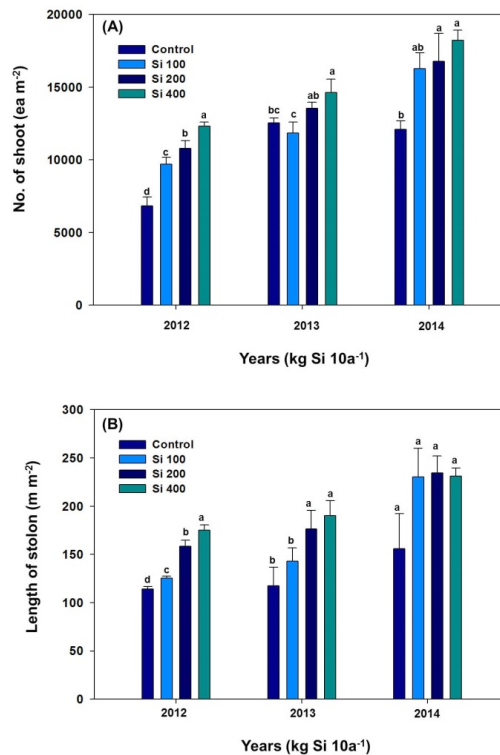 (A)
Control
Si 100
Si 200
Si 400
No. of shoot (ea m-2)
20000
15000
10000
5000
0
d c b a
bc c ab a
b ab a a
2012 2013 2014
Years (kg Si 10a-1)
(B)
Control
Si 100
Si 200
Si 400
Length of stolon (m m-2)
300
250
200
150
100
50
0
d c b a
b b a a
a a a a
2012 2013 2014
Years (kg Si 10a-1)